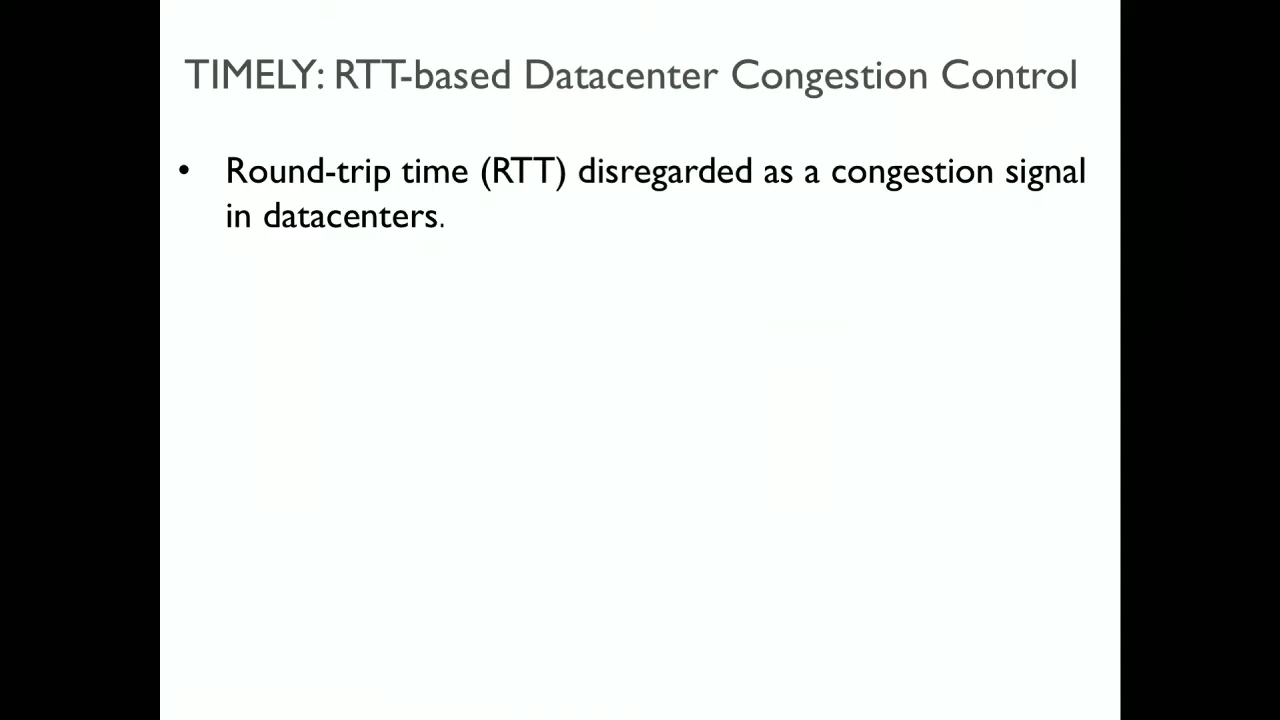 TIMELY: RTT-based Datacenter Congestion Control
• Round-trip time (RTT) disregarded as a congestion signal
in datacenters.